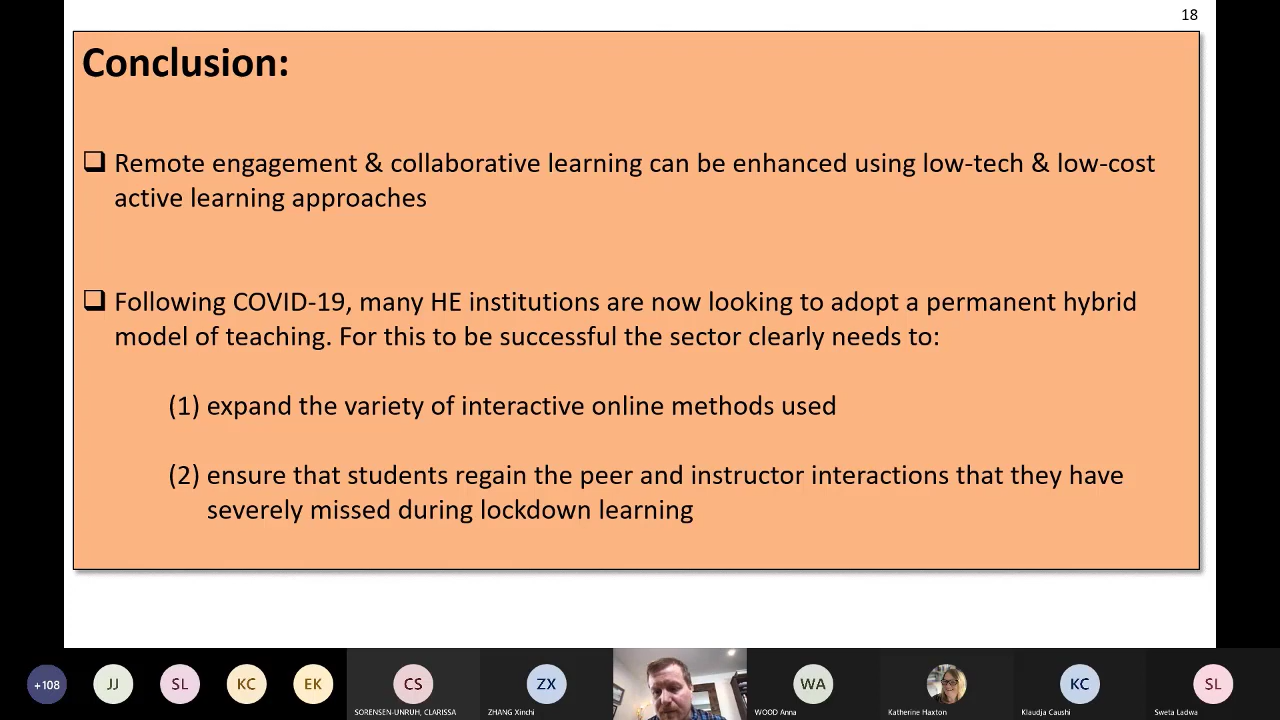 18
Conclusion:
❑ Remote engagement & collaborative learning can be enhanced using low-tech & low-cost
active learning approaches
❑ Following COVID-19, many HE institutions are now looking to adopt a permanent hybrid
model of teaching. For this to be successful the sector clearly needs to:
(1) expand the variety of interactive online methods used
(2) ensure that students regain the peer and instructor interactions that they have
severely missed during lockdown learning
+108
JJ
SL
KC
EK
CS
ZX
WA
KC
SL
SORENSEN-UNRUH, CLARISSA
ZHANG Xinchi
WOOD Anna
Katherine Haxton
Klaudja Caushi
Sweta Ladwa